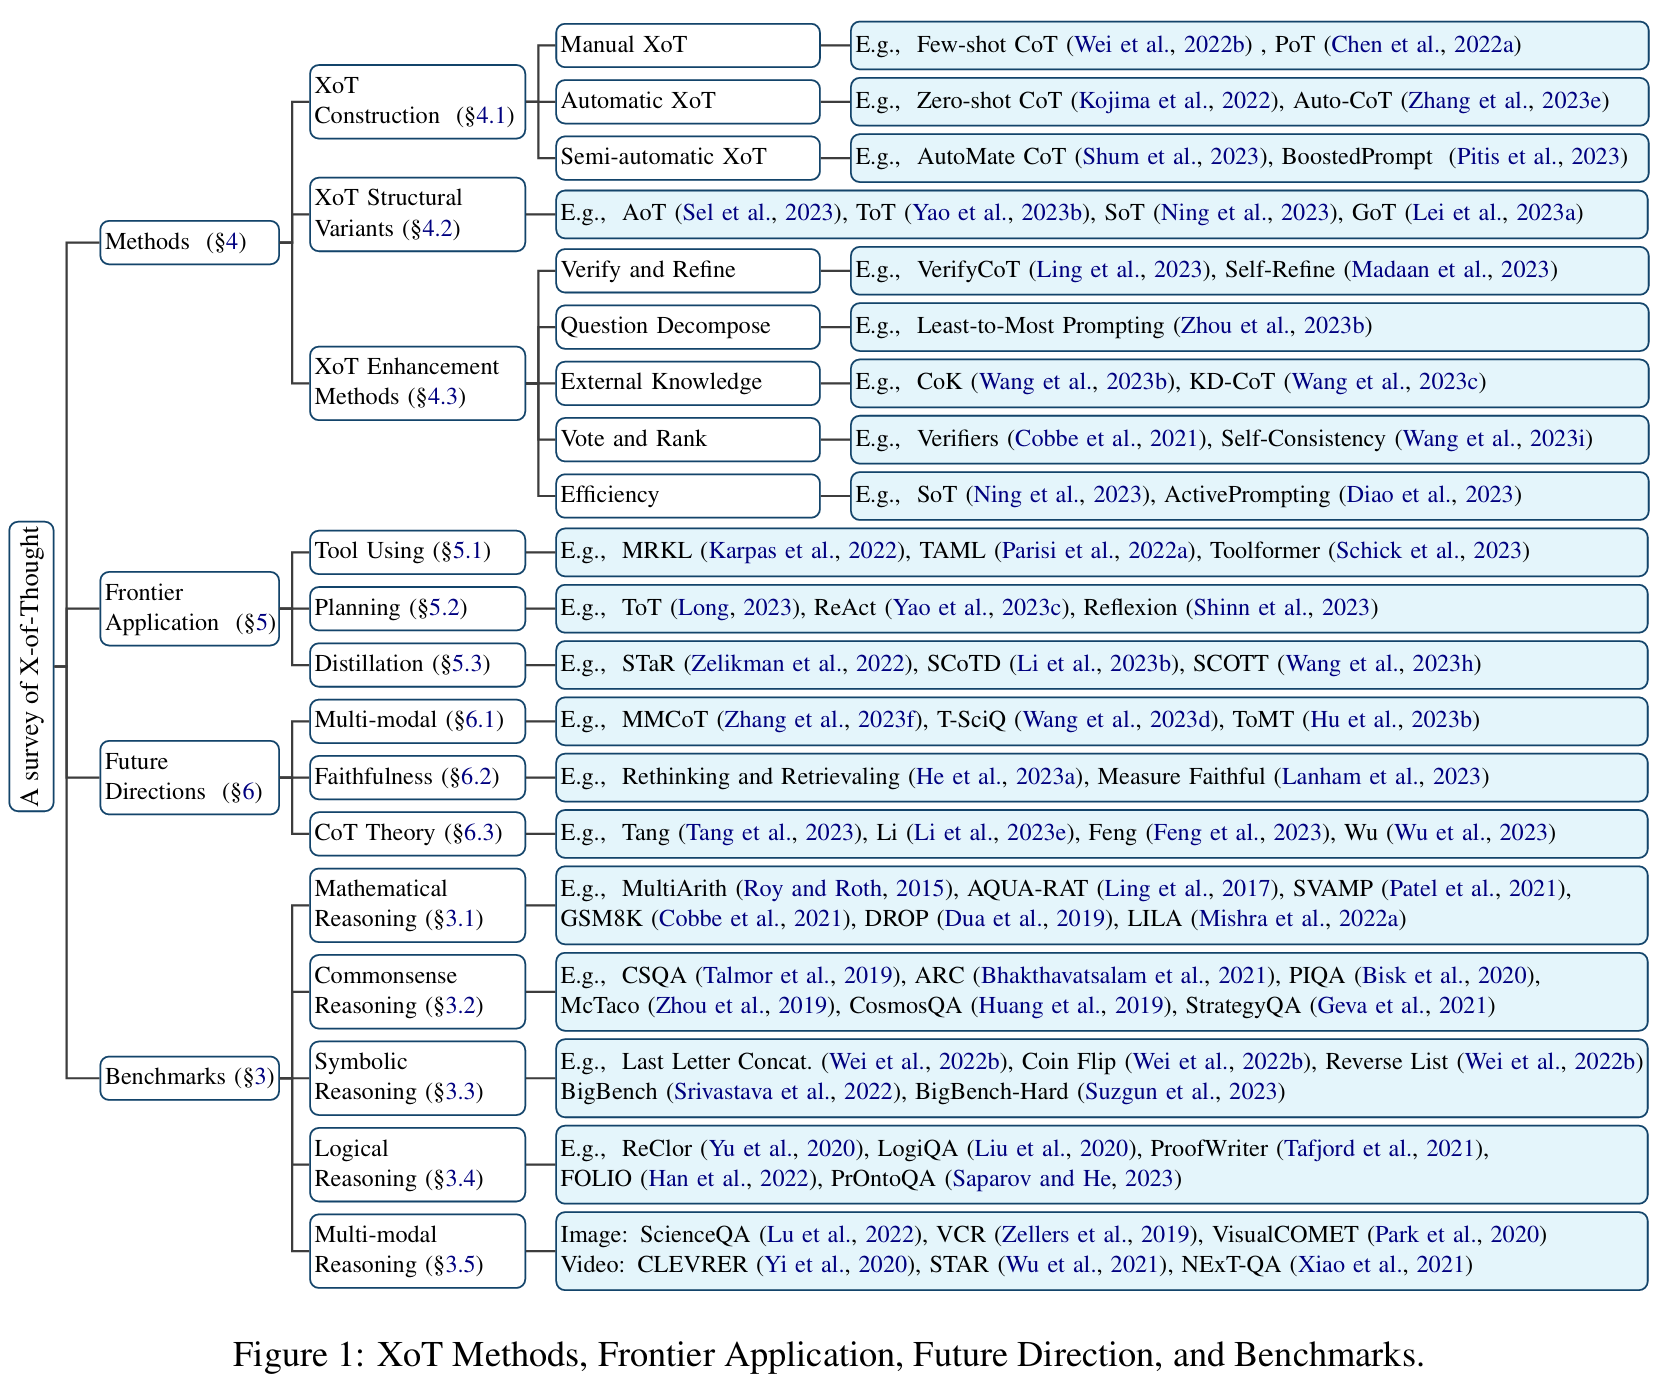 A survey of X-of-Thought
Methods (§4)
XoT
Construction (§4.1)
Manual XoT
E.g., Few-shot CoT (Wei et al., 2022b) , PoT (Chen et al., 2022a)
Automatic XoT
E.g., Zero-shot CoT (Kojima et al., 2022), Auto-CoT (Zhang et al., 2023e)
Semi-automatic XoT
E.g., AutoMate CoT (Shum et al., 2023), BoostedPrompt (Pitis et al., 2023)
XoT Structural
Variants (§4.2)
E.g., AoT (Sel et al., 2023), ToT (Yao et al., 2023b), SoT (Ning et al., 2023), GoT (Lei et al., 2023a)
XoT Enhancement
Methods (§4.3)
Verify and Refine
E.g., VerifyCoT (Ling et al., 2023), Self-Refine (Madaan et al., 2023)
Question Decompose
E.g., Least-to-Most Prompting (Zhou et al., 2023b)
External Knowledge
E.g., CoK (Wang et al., 2023b), KD-CoT (Wang et al., 2023c)
Vote and Rank
E.g., Verifiers (Cobbe et al., 2021), Self-Consistency (Wang et al., 2023i)
Efficiency
E.g., SoT (Ning et al., 2023), ActivePrompting (Diao et al., 2023)
Frontier
Application (§5)
Tool Using (§5.1)
E.g., MRKL (Karpas et al., 2022), TAML (Parisi et al., 2022a), Toolformer (Schick et al., 2023)
Planning (§5.2)
E.g., ToT (Long, 2023), ReAct (Yao et al., 2023c), Reflexion (Shinn et al., 2023)
Distillation (§5.3)
E.g., STaR (Zelikman et al., 2022), SCoTD (Li et al., 2023b), SCOTT (Wang et al., 2023h)
Future
Directions (§6)
Multi-modal (§6.1)
E.g., MMCoT (Zhang et al., 2023f), T-SciQ (Wang et al., 2023d), ToMT (Hu et al., 2023b)
Faithfulness (§6.2)
E.g., Rethinking and Retrievaling (He et al., 2023a), Measure Faithful (Lanham et al., 2023)
CoT Theory (§6.3)
E.g., Tang (Tang et al., 2023), Li (Li et al., 2023e), Feng (Feng et al., 2023), Wu (Wu et al., 2023)
Benchmarks (§3)
Mathematical
Reasoning (§3.1)
E.g., MultiArith (Roy and Roth, 2015), AQUA-RAT (Ling et al., 2017), SVAMP (Patel et al., 2021),
GSM8K (Cobbe et al., 2021), DROP (Dua et al., 2019), LILA (Mishra et al., 2022a)
Commonsense
Reasoning (§3.2)
E.g., CSQA (Talmor et al., 2019), ARC (Bhakthavatsalam et al., 2021), PIQA (Bisk et al., 2020),
McTaco (Zhou et al., 2019), CosmosQA (Huang et al., 2019), StrategyQA (Geva et al., 2021)
Symbolic
Reasoning (§3.3)
E.g., Last Letter Concat. (Wei et al., 2022b), Coin Flip (Wei et al., 2022b), Reverse List (Wei et al., 2022b)
BigBench (Srivastava et al., 2022), BigBench-Hard (Suzgun et al., 2023)
Logical
Reasoning (§3.4)
E.g., ReClor (Yu et al., 2020), LogiQA (Liu et al., 2020), ProofWriter (Tafjord et al., 2021),
FOLIO (Han et al., 2022), PrOntoQA (Saparov and He, 2023)
Multi-modal
Reasoning (§3.5)
Image: ScienceQA (Lu et al., 2022), VCR (Zellers et al., 2019), VisualCOMET (Park et al., 2020)
Video: CLEVRER (Yi et al., 2020), STAR (Wu et al., 2021), NExT-QA (Xiao et al., 2021)
Figure 1: XoT Methods, Frontier Application, Future Direction, and Benchmarks.